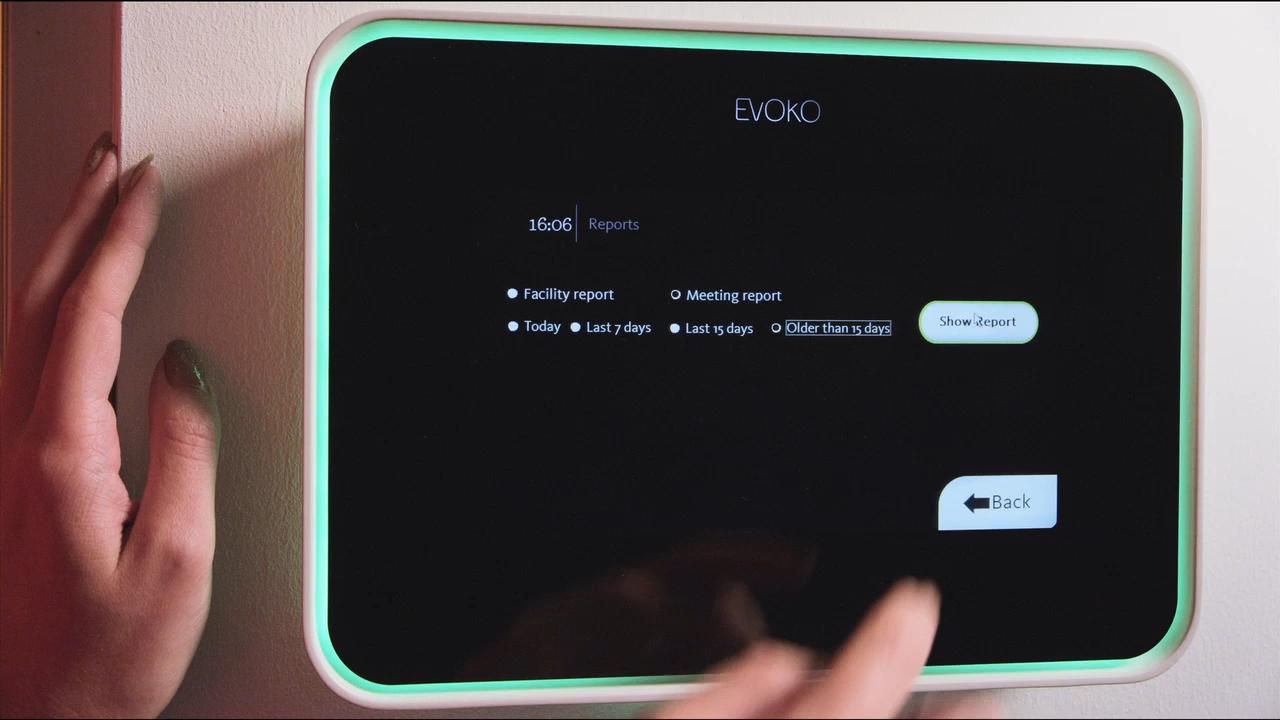 EVOKO
16:06 Reports
Facility report Meeting report
Today Last 7 days Last 15 days Older than 15 days
Show Report
Back